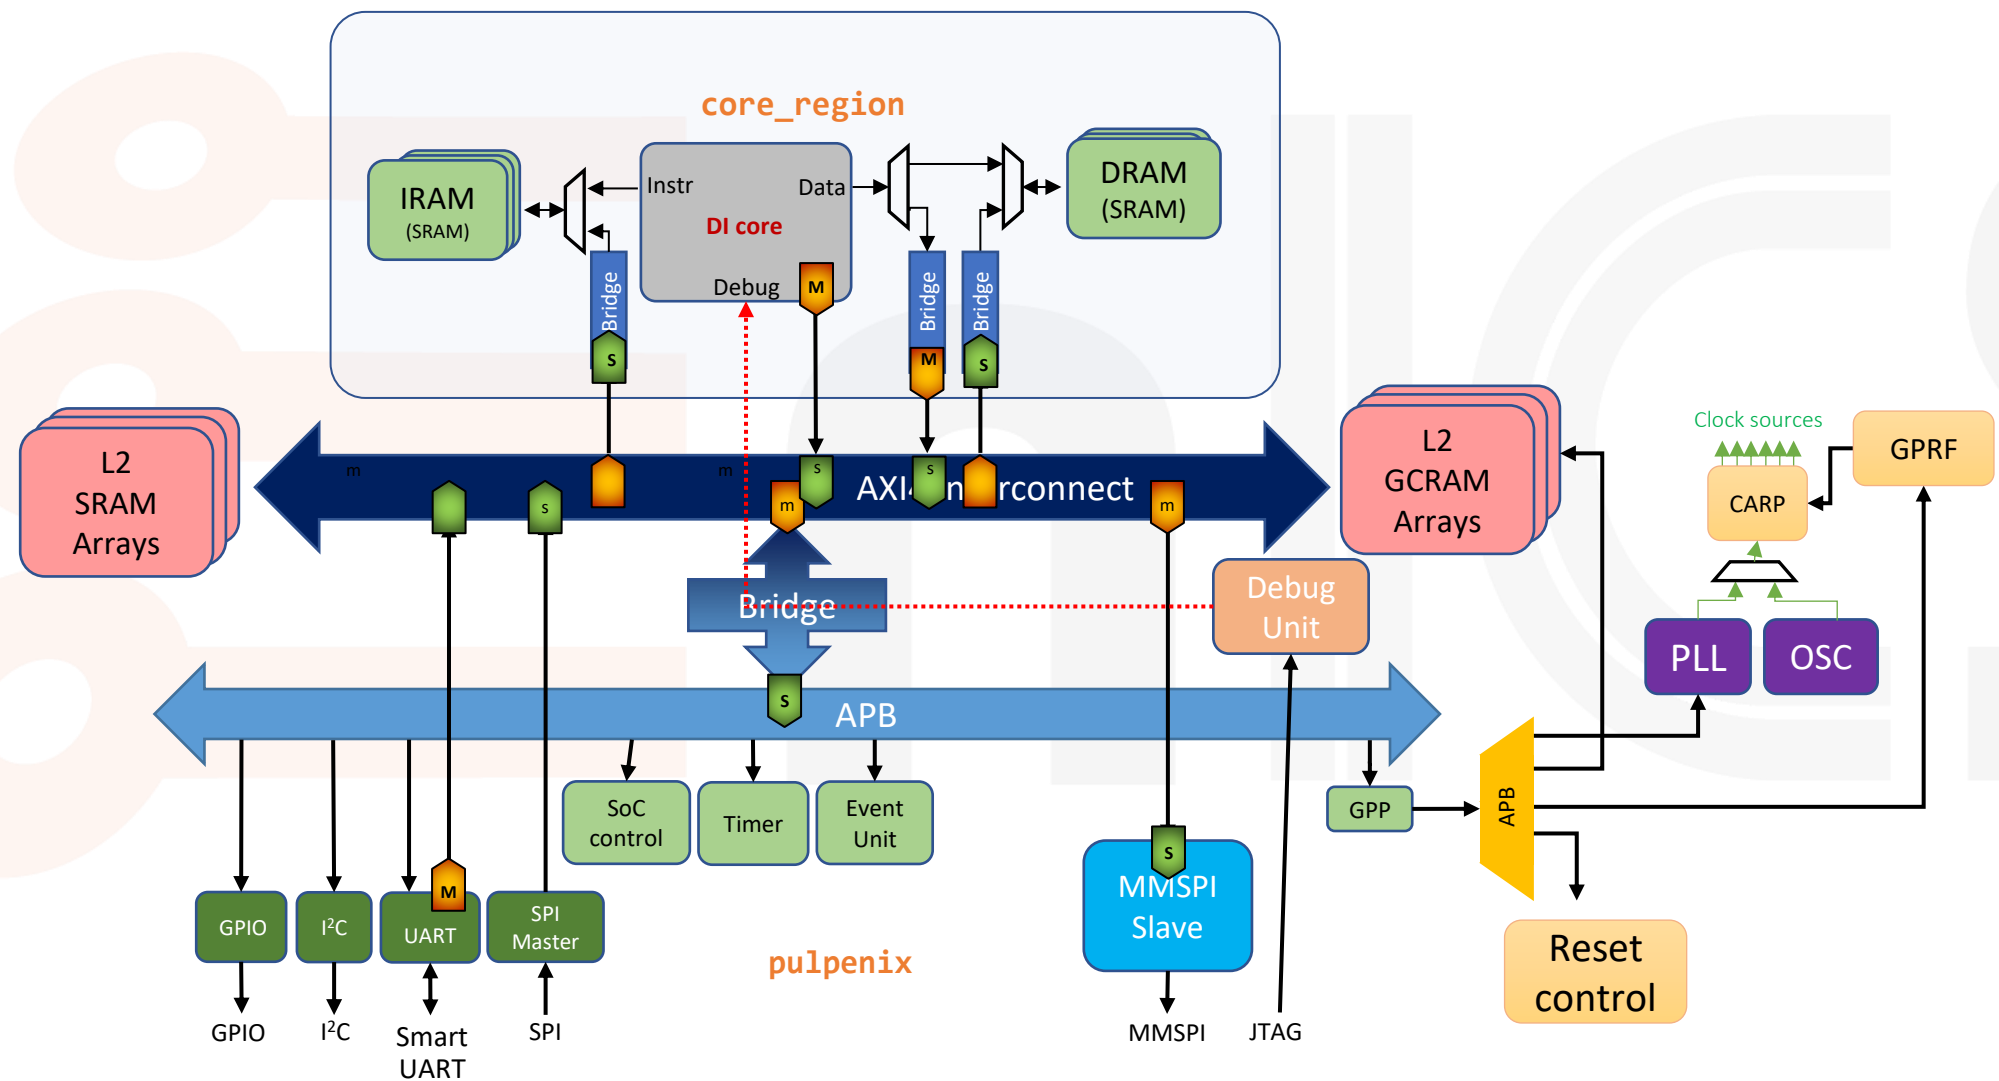 core_region
IRAM
(SRAM)
Instr
Data
DI core
Debug
M
DRAM
(SRAM)
Bridge
Bridge
Bridge
S
M
S
L2
SRAM
Arrays
m
m
s
s
AXI4 Interconnect
s
m
m
L2
GCRAM
Arrays
Clock sources
CARP
GPRF
Bridge
Debug
Unit
PLL
OSC
S
APB
SoC
control
Timer
Event
Unit
GPP
APB
M
GPIO
I²C
UART
SPI
Master
S
MMSPI
Slave
pulpenix
Reset
control
GPIO
I²C
Smart
UART
SPI
MMSPI
JTAG